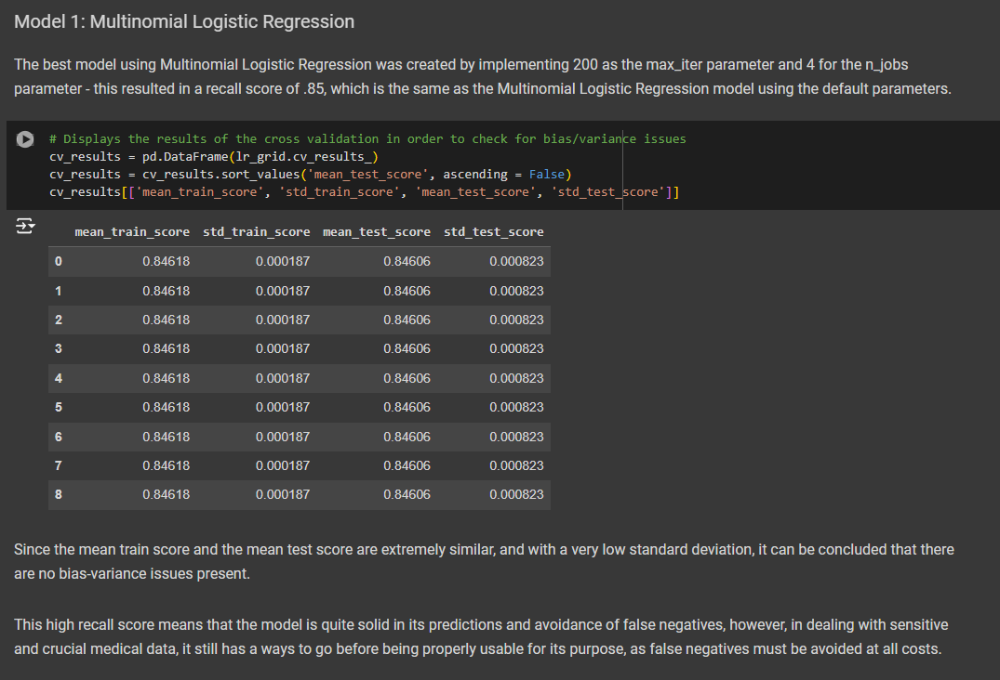 Model 1: Multinomial Logistic Regression
The best model using Multinomial Logistic Regression was created by implementing 200 as the max_iter parameter and 4 for the n_jobs
parameter - this resulted in a recall score of .85, which is the same as the Multinomial Logistic Regression model using the default parameters.
# Displays the results of the cross validation in order to check for bias/variance issues
cv_results = pd.DataFrame(lr_grid.cv_results_)
cv_results = cv_results.sort_values('mean_test_score', ascending = False)
cv_results[['mean_train_score', 'std_train_score', 'mean_test_score', 'std_test_score']]
mean_train_score std_train_score mean_test_score std_test_score
0 0.84618 0.000187 0.84606 0.000823
1 0.84618 0.000187 0.84606 0.000823
2 0.84618 0.000187 0.84606 0.000823
3 0.84618 0.000187 0.84606 0.000823
4 0.84618 0.000187 0.84606 0.000823
5 0.84618 0.000187 0.84606 0.000823
6 0.84618 0.000187 0.84606 0.000823
7 0.84618 0.000187 0.84606 0.000823
8 0.84618 0.000187 0.84606 0.000823
Since the mean train score and the mean test score are extremely similar, and with a very low standard deviation, it can be concluded that there
are no bias-variance issues present.
This high recall score means that the model is quite solid in its predictions and avoidance of false negatives, however, in dealing with sensitive
and crucial medical data, it still has a ways to go before being properly usable for its purpose, as false negatives must be avoided at all costs.